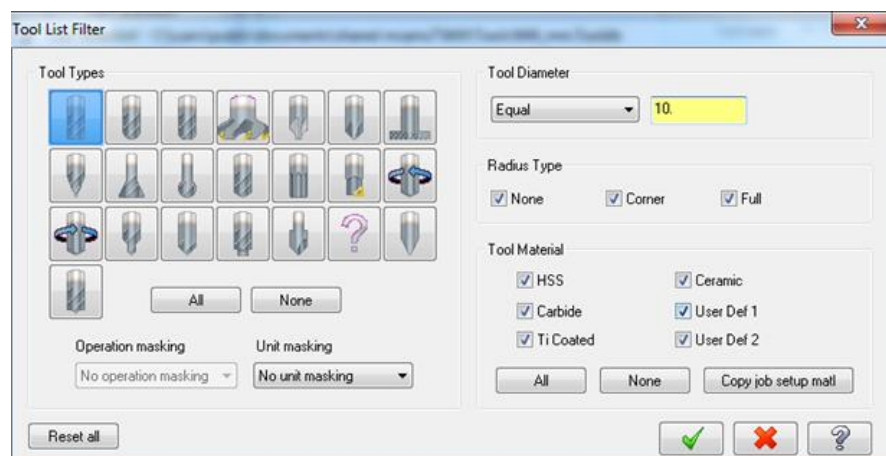 Tool List Filter
Tool Types
All
None
Operation masking
Unit masking
No operation masking
No unit masking
Reset all
Tool Diameter
Equal
10.
Radius Type
None
Corner
Full
Tool Material
HSS
Ceramic
Carbide
User Def 1
Ti Coated
User Def 2
All
None
Copy job setup matl